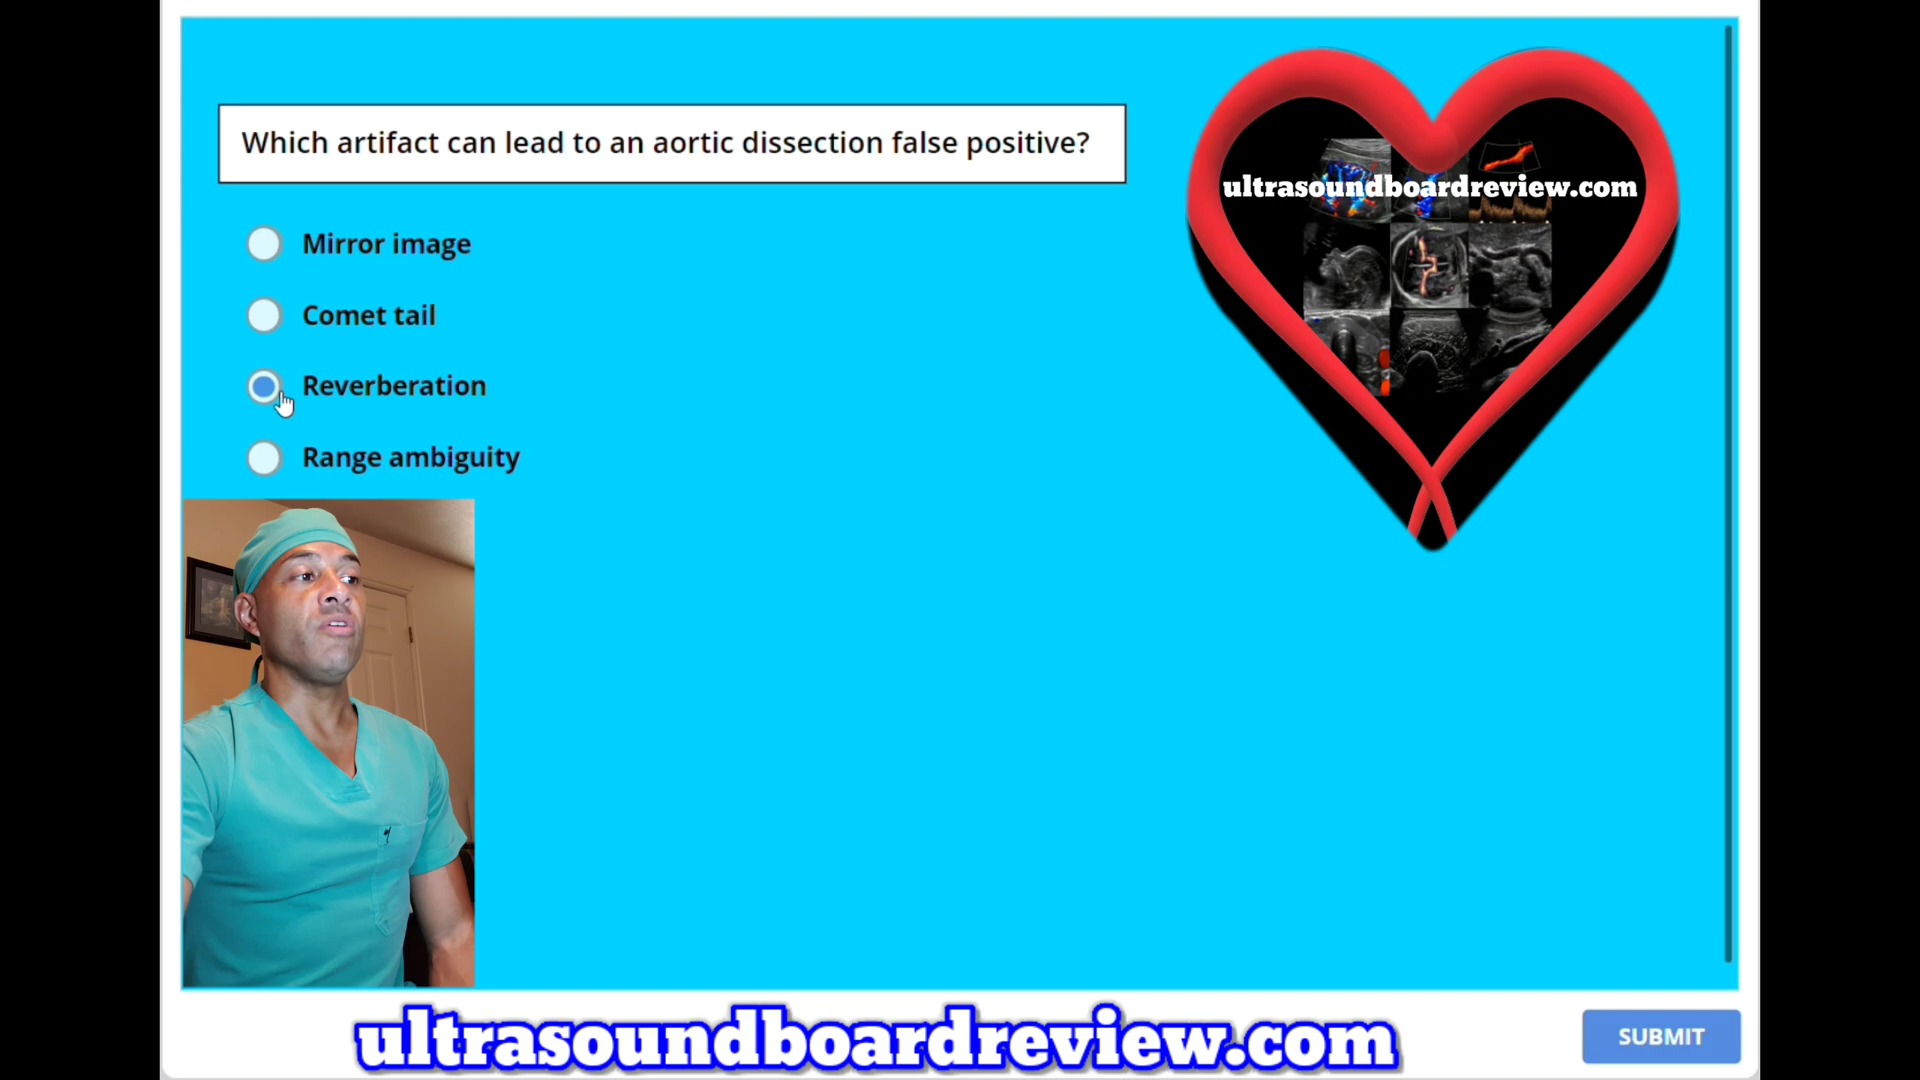 Which artifact can lead to an aortic dissection false positive?
Mirror image
Comet tail
Reverberation
Range ambiguity
ultrasoundboardreview.com
ultrasoundboardreview.com
SUBMIT